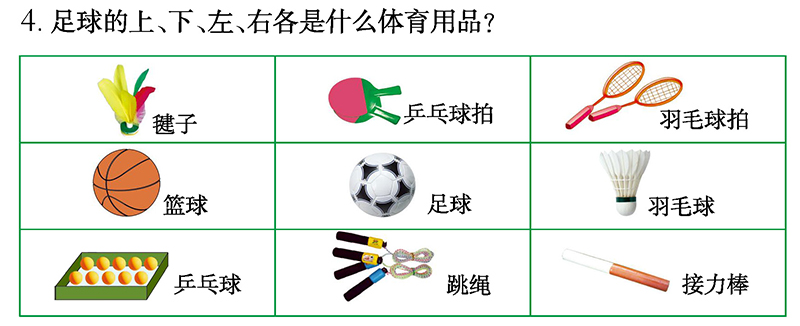 4. 足球的上、下、左、右各是什么体育用品?
毽子
乒乓球拍
羽毛球拍
篮球
足球
羽毛球
乒乓球
跳绳
接力棒